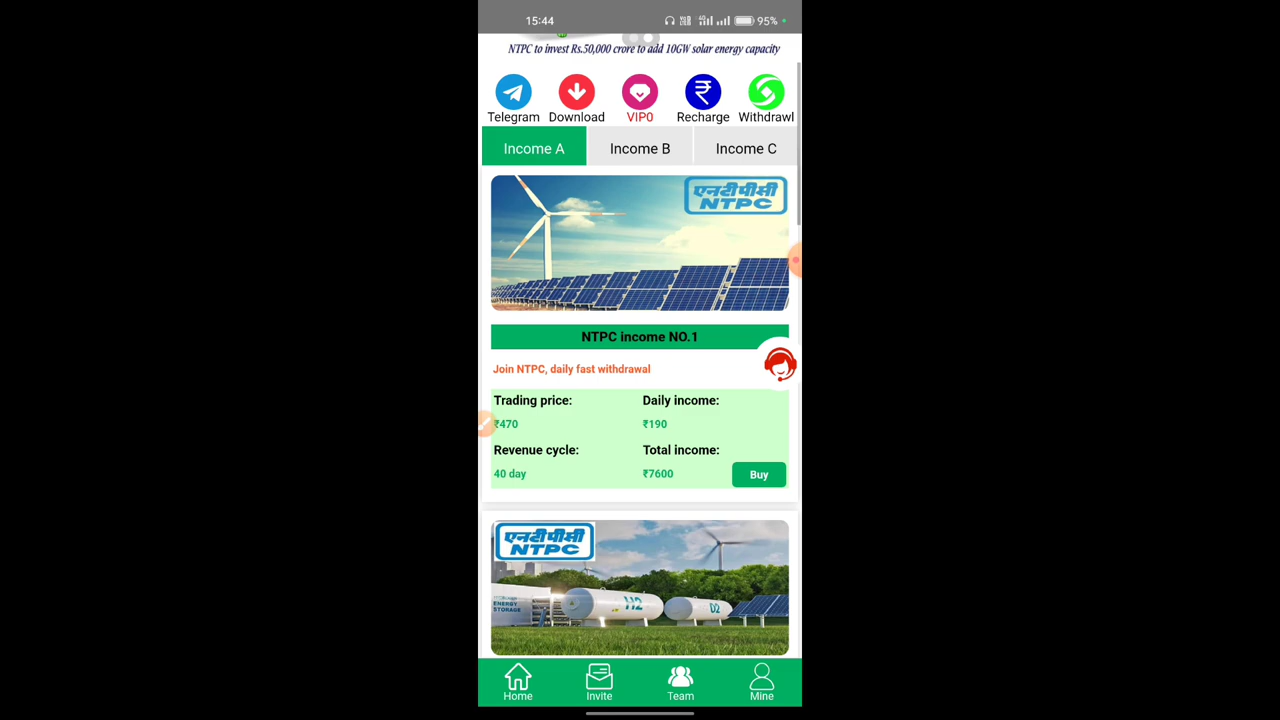 15:44
95%
NTPC to invest Rs.50,000 crore to add 10GW solar energy capacity
Telegram Download VIP0 Recharge Withdrawl
Income A Income B Income C
एनटीपीसी
NTPC
NTPC income NO.1
Join NTPC, daily fast withdrawal
Trading price: Daily income:
₹470 ₹190
Revenue cycle: Total income:
40 day ₹7600 Buy
एनटीपीसी
NTPC
H2 O2
ENERGY
STORAGE
Home Invite Team Mine